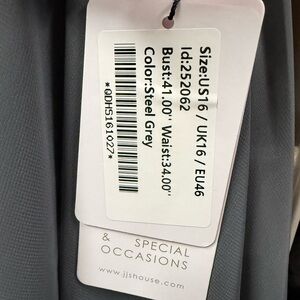 Size:US16 / UK16 / EU46
Id:252062
Bust:41.00" Waist:34.00"
Color:Steel Grey
*QDMS161027*
& SPECIAL
OCCASIONS
www.jjshouse.com